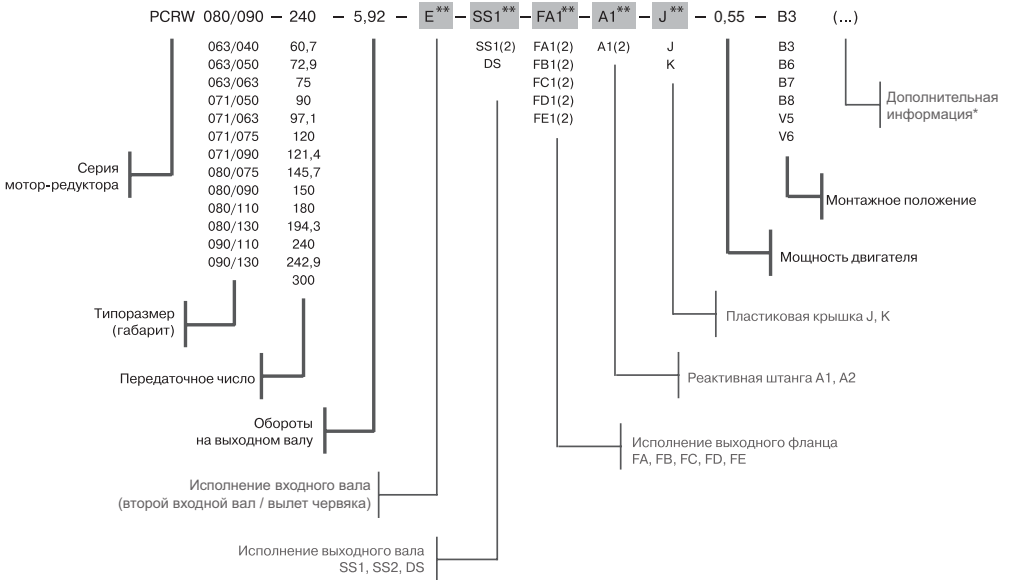 PCRW 080/090 – 240 – 5,92 – E** – SS1** – FA1** – A1** – J** – 0,55 – B3 (...)
063/040 60,7 SS1(2) FA1(2) A1(2) J B3
063/050 72,9 DS FB1(2) K B6
063/063 75 FC1(2) B7
071/050 90 FD1(2) B8
071/063 97,1 FE1(2) V5
071/075 120 V6
071/090 121,4
080/075 145,7
080/090 150
080/110 180
080/130 194,3
090/110 240
090/130 242,9
300
Дополнительная
информация*
Серия
мотор-редуктора
Монтажное положение
Мощность двигателя
Типоразмер
(габарит)
Пластиковая крышка J, K
Передаточное число
Реактивная штанга A1, A2
Обороты
на выходном валу
Исполнение выходного фланца
FA, FB, FC, FD, FE
Исполнение входного вала
(второй входной вал / вылет червяка)
Исполнение выходного вала
SS1, SS2, DS